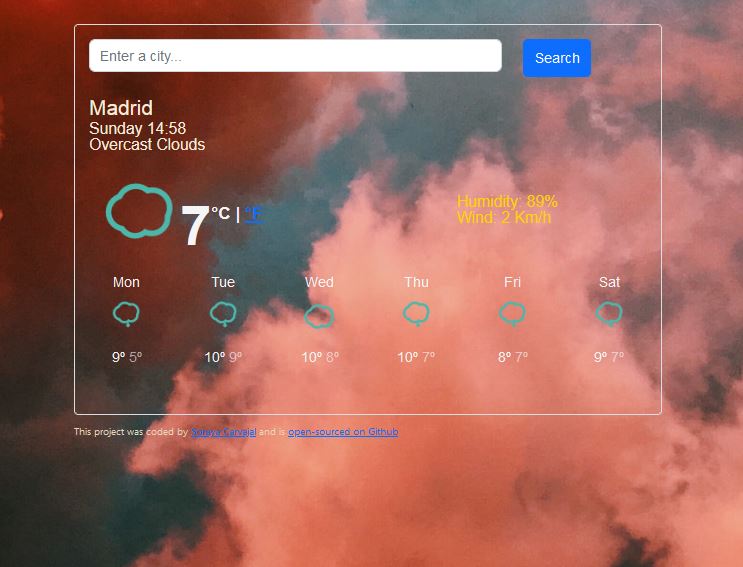 Enter a city...
Search
Madrid
Sunday 14:58
Overcast Clouds
7 °C | °F
Humidity: 89%
Wind: 2 Km/h
Mon Tue Wed Thu Fri Sat
9º 5º 10º 9º 10º 8º 10º 7º 8º 7º 9º 7º
This project was coded by Soraya Carvajal and is open-sourced on Github